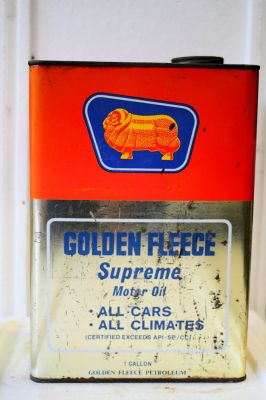 GOLDEN FLEECE
Supreme
Motor Oil
• ALL CARS
• ALL CLIMATES
(CERTIFIED EXCEEDS API-SE/CC)
1 GALLON
GOLDEN FLEECE PETROLEUM